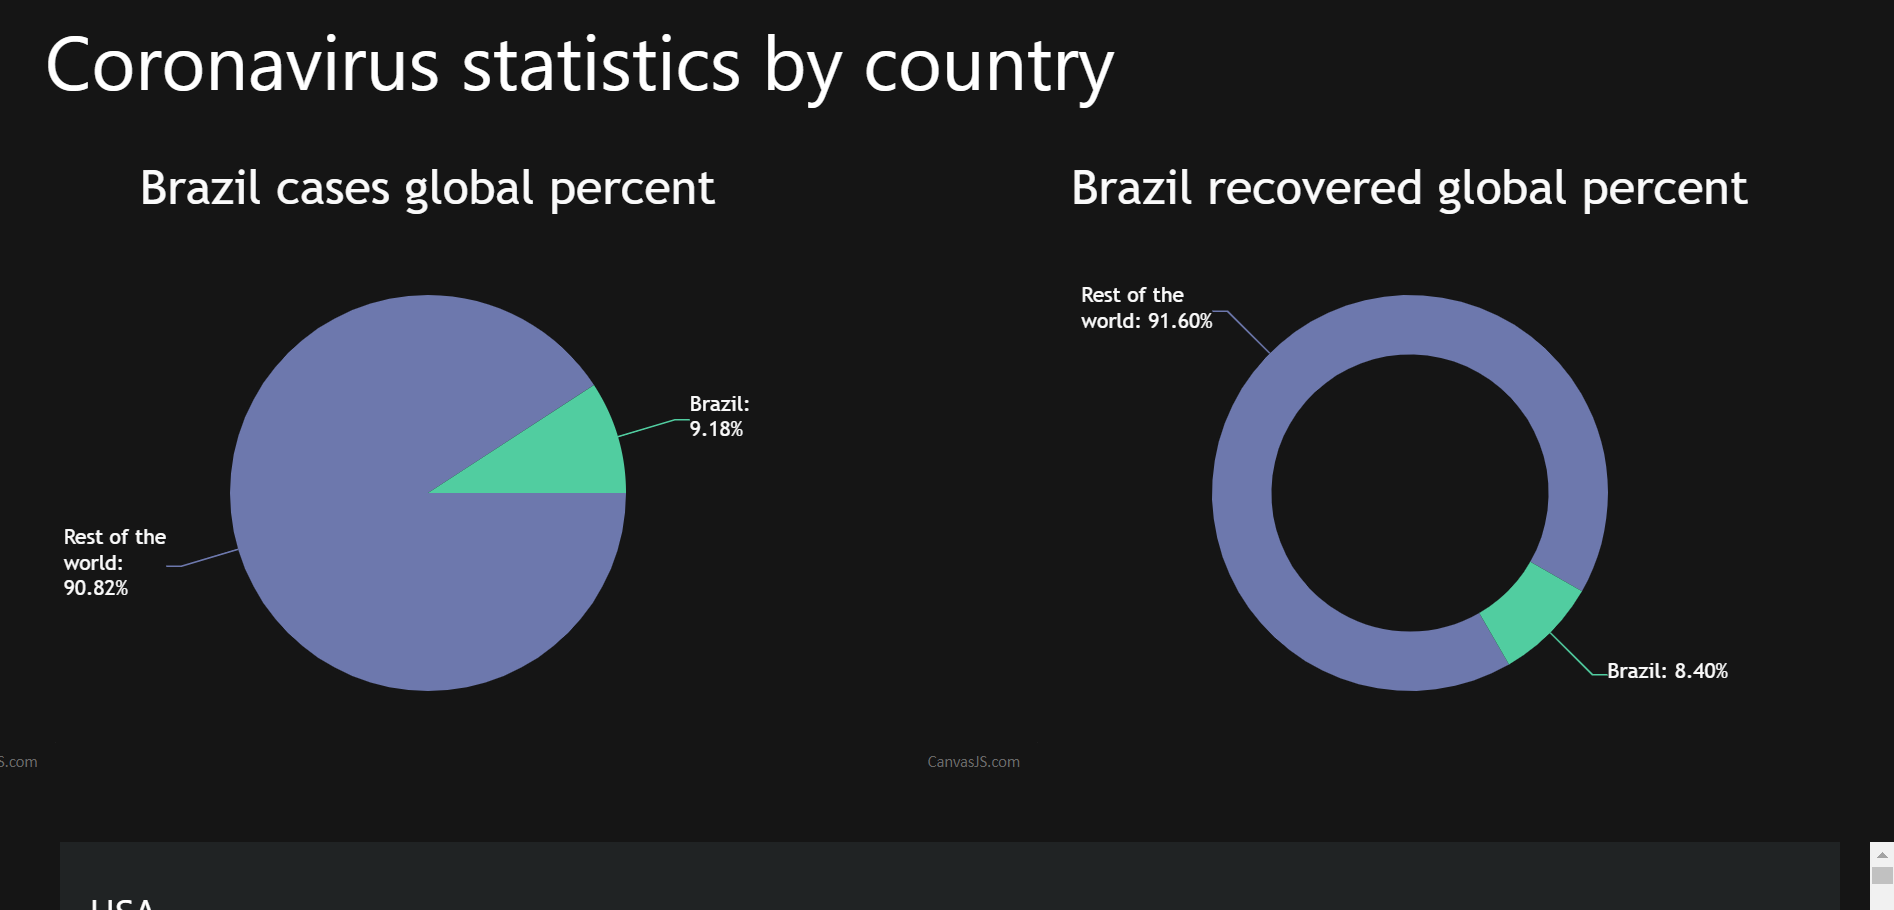 Coronavirus statistics by country
Brazil cases global percent
Brazil:
9.18%
Rest of the
world:
90.82%
Brazil recovered global percent
Rest of the
world: 91.60%
Brazil: 8.40%
S.com
CanvasJS.com
USA